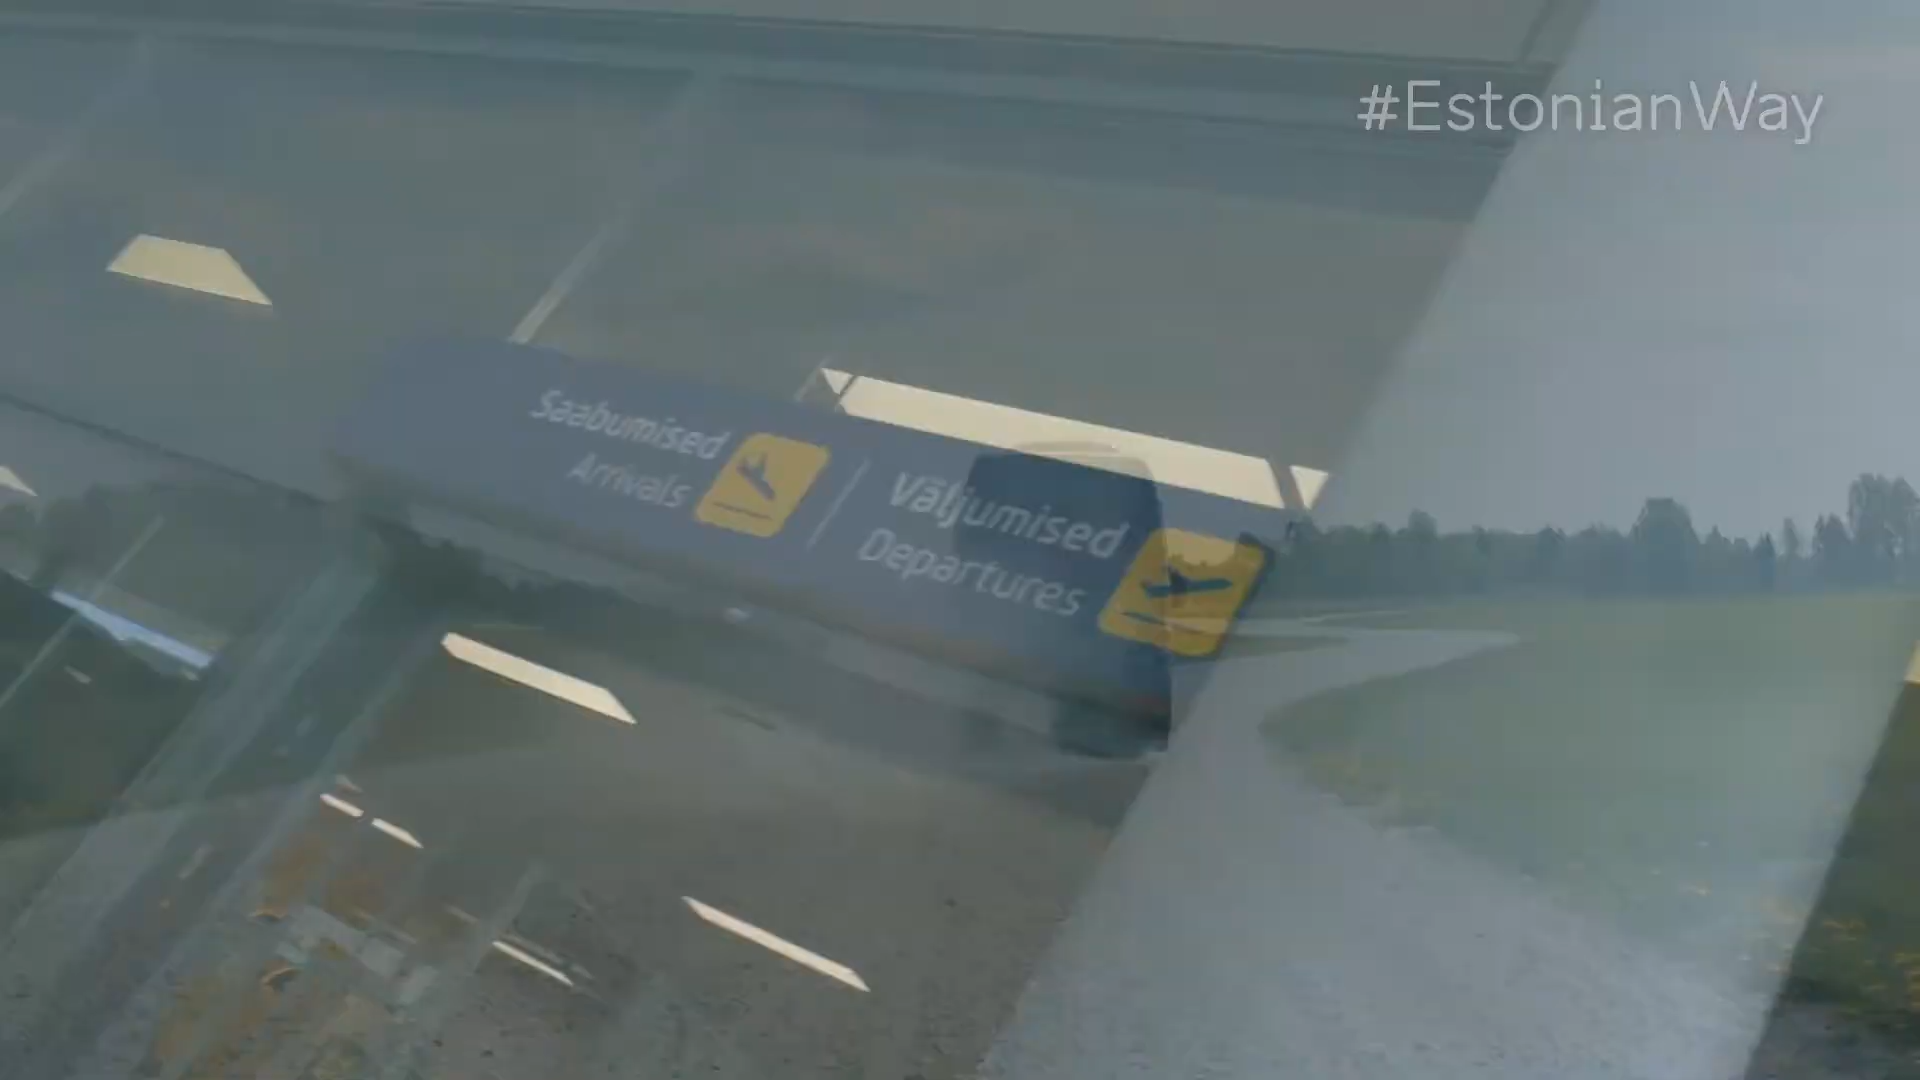 #EstonianWay
Saabumised
Arrivals
Väljumised
Departures